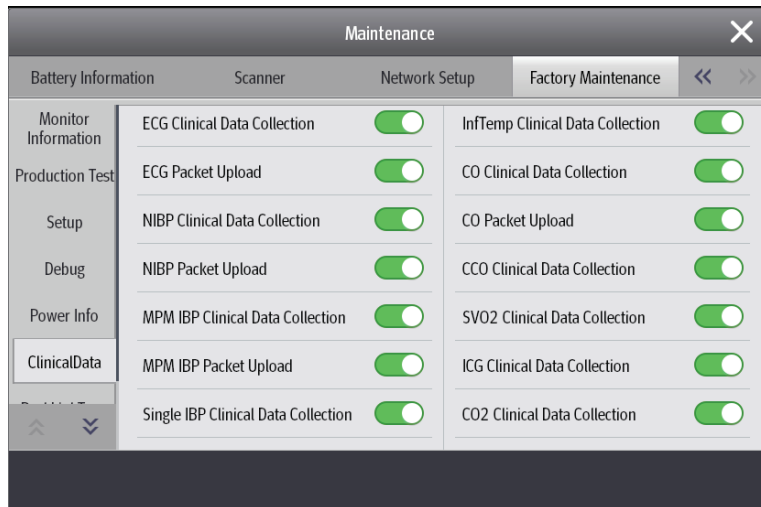 Maintenance
Battery Information
Scanner
Network Setup
Factory Maintenance
Monitor
Information
Production Test
Setup
Debug
Power Info
ClinicalData
ECG Clinical Data Collection
ECG Packet Upload
NIBP Clinical Data Collection
NIBP Packet Upload
MPM IBP Clinical Data Collection
MPM IBP Packet Upload
Single IBP Clinical Data Collection
InfTemp Clinical Data Collection
CO Clinical Data Collection
CO Packet Upload
CCO Clinical Data Collection
SVO2 Clinical Data Collection
ICG Clinical Data Collection
CO2 Clinical Data Collection